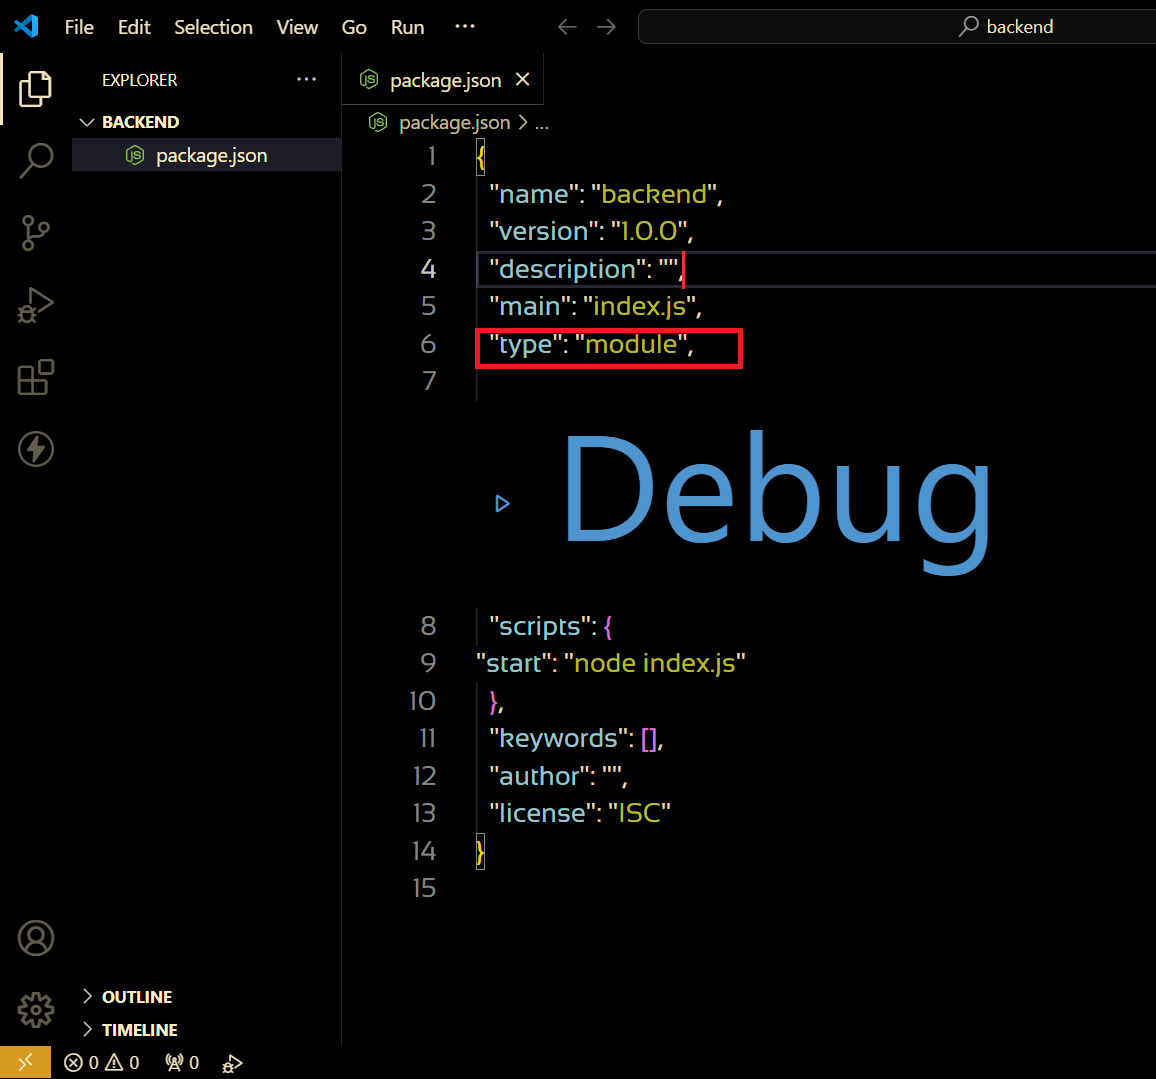 File Edit Selection View Go Run ··· backend
EXPLORER ···
BACKEND
package.json
package.json
package.json > ...
1 {
2 "name": "backend",
3 "version": "1.0.0",
4 "description": "",
5 "main": "index.js",
6 "type": "module",
7
Debug
8 "scripts": {
9 "start": "node index.js"
10 },
11 "keywords": [],
12 "author": "",
13 "license": "ISC"
14 }
15
OUTLINE
TIMELINE
0 0 0